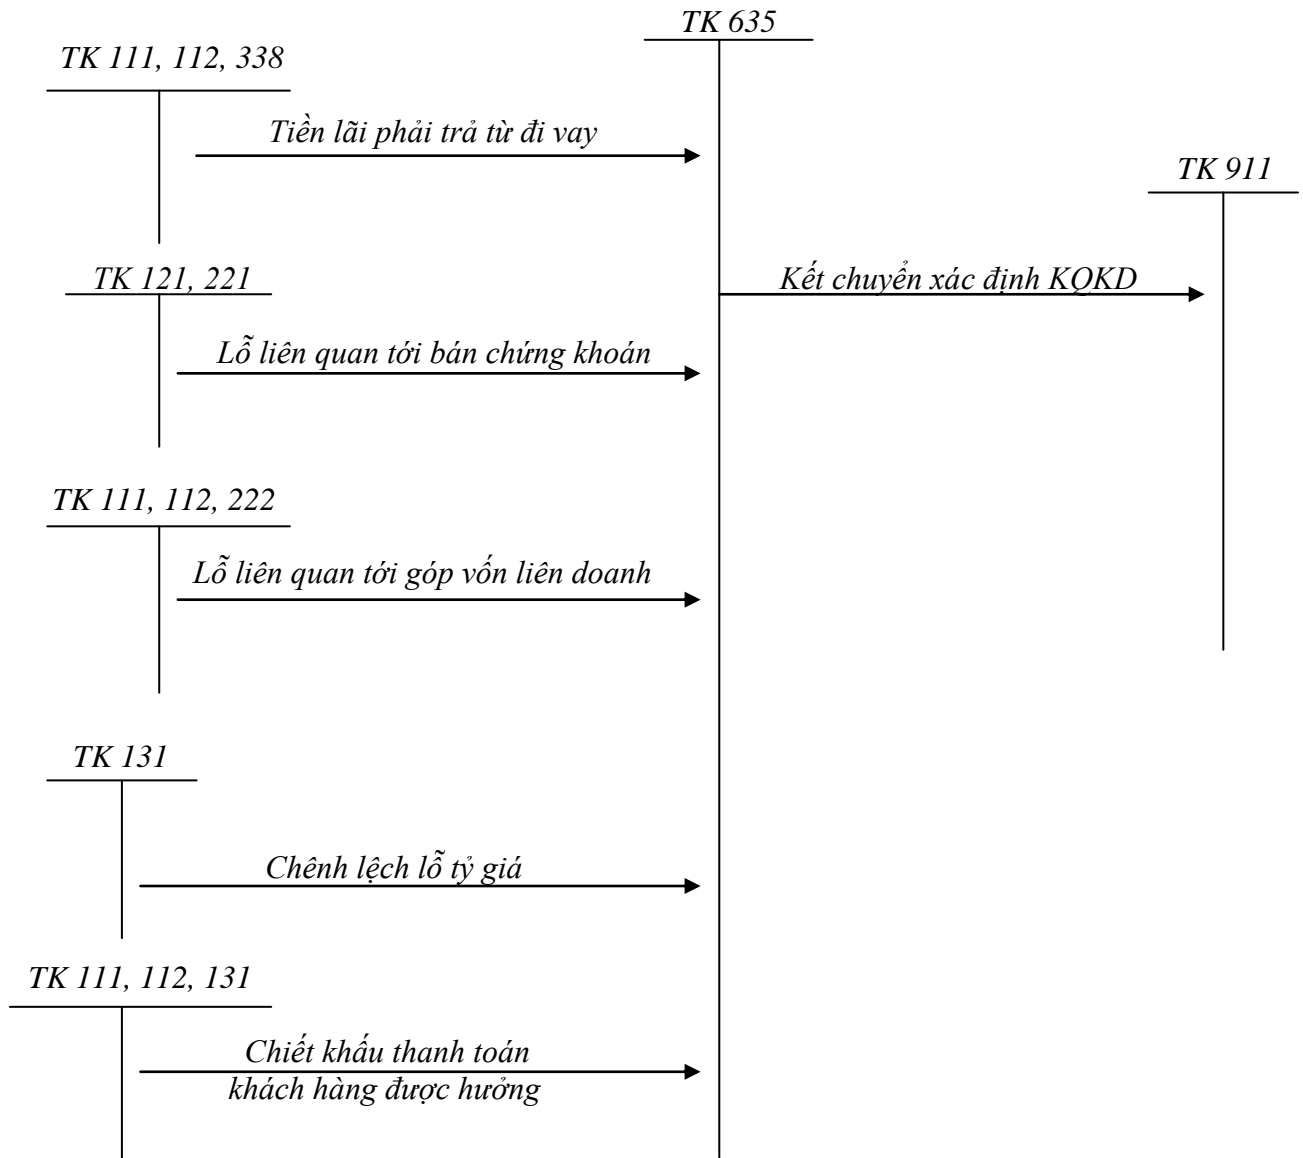 TK 635
TK 111, 112, 338
Tiền lãi phải trả từ đi vay
TK 911
TK 121, 221
Kết chuyển xác định KQKD
Lỗ liên quan tới bán chứng khoán
TK 111, 112, 222
Lỗ liên quan tới góp vốn liên doanh
TK 131
Chênh lệch lỗ tỷ giá
TK 111, 112, 131
Chiết khấu thanh toán
khách hàng được hưởng